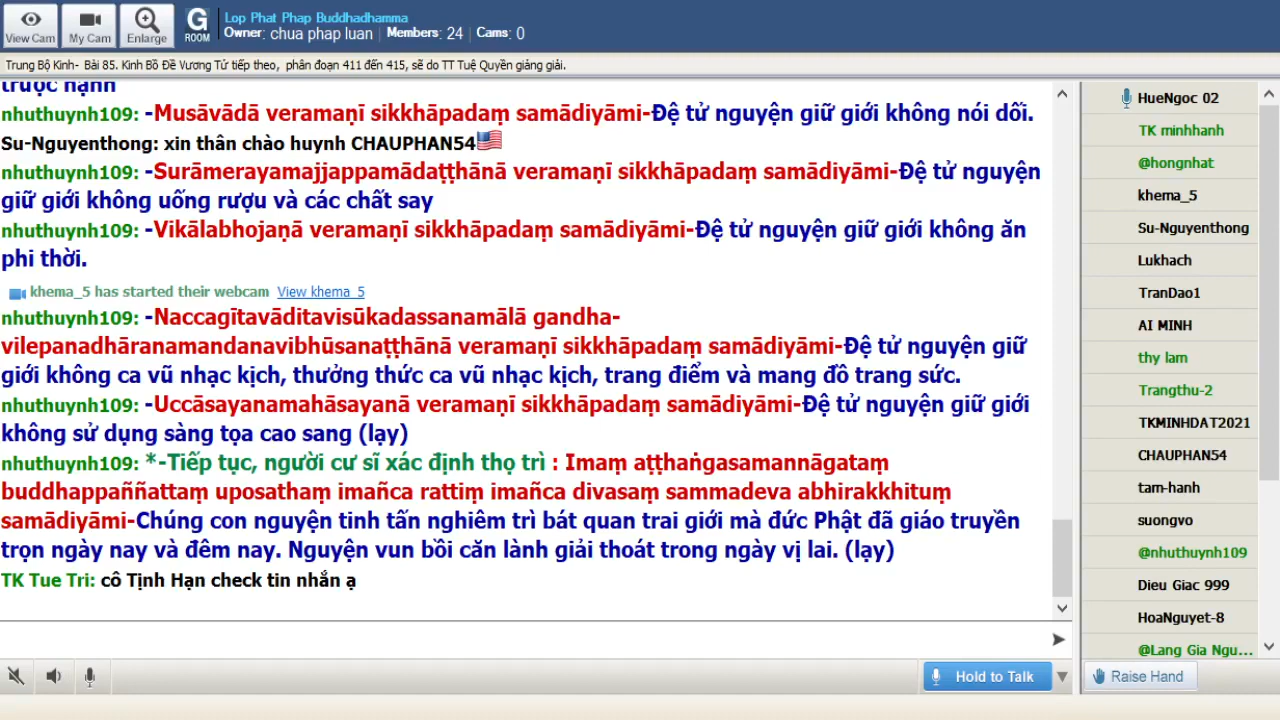 View Cam
My Cam
Enlarge
G
ROOM
Lop Phat Phap Buddhadhamma
Owner: chua phap luan | Members: 24 | Cams: 0
Trung Bộ Kinh- Bài 85. Kinh Bồ Đề Vương Tử tiếp theo, phân đoạn 411 đến 415, sẽ do TT Tuệ Quyền giảng giải.
trược hạnh
nhuthuynh109: -Musāvādā veramaṇī sikkhāpadaṃ samādiyāmi-Đệ tử nguyện giữ giới không nói dối.
Su-Nguyenthong: xin thân chào huynh CHAUPHAN54
nhuthuynh109: -Surāmerayamajjappamādaṭṭhānā veramaṇī sikkhāpadaṃ samādiyāmi-Đệ tử nguyện
giữ giới không uống rượu và các chất say
nhuthuynh109: -Vikālabhojaṇā veramaṇī sikkhāpadaṃ samādiyāmi-Đệ tử nguyện giữ giới không ăn
phi thời.
khema_5 has started their webcam View khema_5
nhuthuynh109: -Naccagītavāditavisūkadassanamālā gandha-
vilepanadhāranamandanavibhūsanaṭṭhānā veramaṇī sikkhāpadaṃ samādiyāmi-Đệ tử nguyện giữ
giới không ca vũ nhạc kịch, thưởng thức ca vũ nhạc kịch, trang điểm và mang đồ trang sức.
nhuthuynh109: -Uccāsayanamahāsayanā veramaṇī sikkhāpadaṃ samādiyāmi-Đệ tử nguyện giữ giới
không sử dụng sàng tọa cao sang (lạy)
nhuthuynh109: *-Tiếp tục, người cư sĩ xác định thọ trì : Imaṃ aṭṭhaṅgasamannāgataṃ
buddhappaññattaṃ uposathaṃ imañca rattiṃ imañca divasaṃ sammadeva abhirakkhituṃ
samādiyāmi-Chúng con nguyện tinh tấn nghiêm trì bát quan trai giới mà đức Phật đã giáo truyền
trọn ngày nay và đêm nay. Nguyện vun bồi căn lành giải thoát trong ngày vị lai. (lạy)
TK Tue Tri: cô Tịnh Hạn check tin nhắn ạ
HueNgoc 02
TK minhhanh
@hongnhat
khema_5
Su-Nguyenthong
Lukhach
TranDao1
AI MINH
thy lam
Trangthu-2
TKMINHDAT2021
CHAUPHAN54
tam-hanh
suongvo
@nhuthuynh109
Dieu Giac 999
HoaNguyet-8
@Lang Gia Ngu...
Hold to Talk
Raise Hand